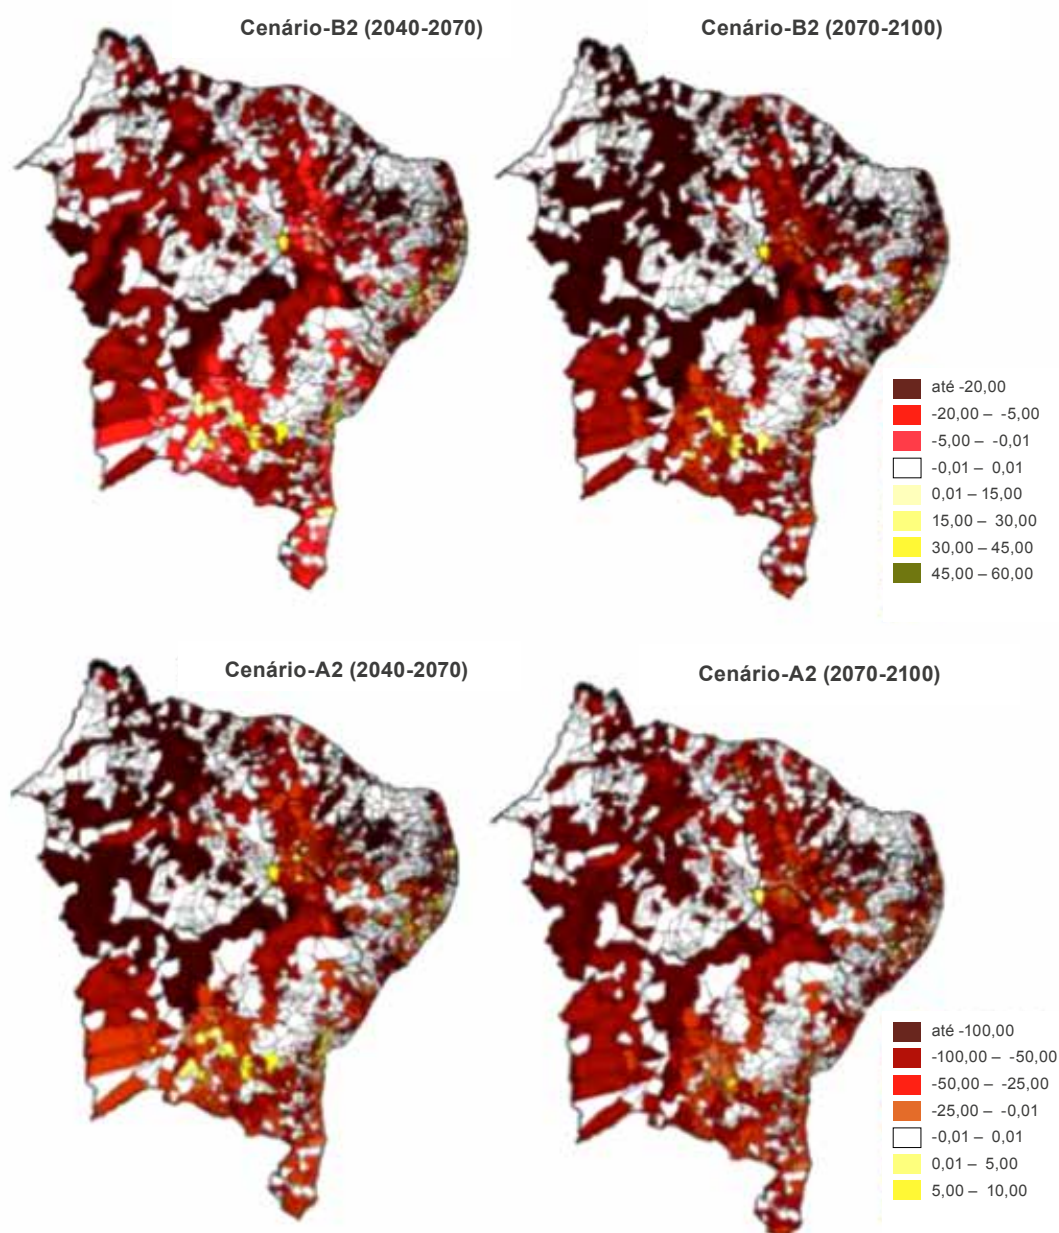 Cenário-B2 (2040-2070)
Cenário-B2 (2070-2100)
até -20,00
-20,00 – -5,00
-5,00 – -0,01
-0,01 – 0,01
0,01 – 15,00
15,00 – 30,00
30,00 – 45,00
45,00 – 60,00
Cenário-A2 (2040-2070)
Cenário-A2 (2070-2100)
até -100,00
-100,00 – -50,00
-50,00 – -25,00
-25,00 – -0,01
-0,01 – 0,01
0,01 – 5,00
5,00 – 10,00